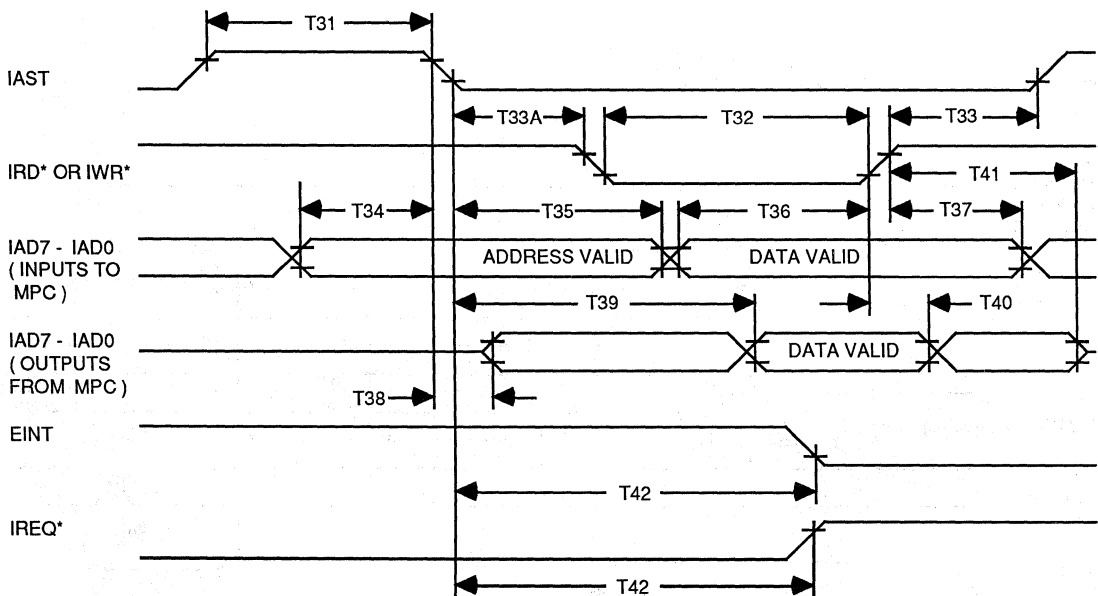 T31
IAST
T33A
T32
T33
IRD* OR IWR*
T41
T34
T35
T36
T37
IAD7 - IAD0
( INPUTS TO
MPC )
ADDRESS VALID
DATA VALID
T39
T40
IAD7 - IAD0
( OUTPUTS
FROM MPC )
DATA VALID
T38
EINT
T42
IREQ*
T42